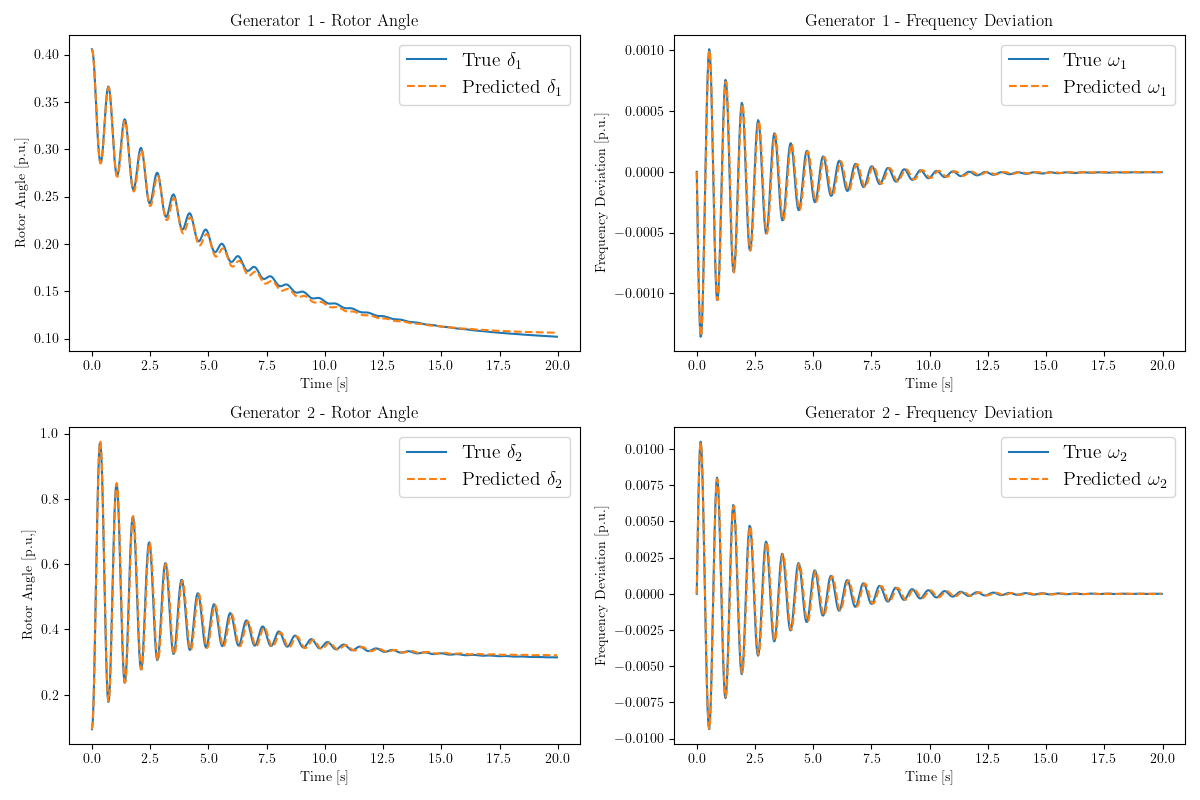 Generator 1 - Rotor Angle
0.40
0.35
0.30
0.25
0.20
0.15
0.10
Rotor Angle [p.u,]
True δ₁
Predicted δ₁
0.0 2.5 5.0 7.5 10.0 12.5 15.0 17.5 20.0
Time [s]
Generator 1 - Frequency Deviation
0.0010
0.0005
0.0000
−0.0005
−0.0010
Frequency Deviation [p.u.]
True ω₁
Predicted ω₁
0.0 2.5 5.0 7.5 10.0 12.5 15.0 17.5 20.0
Time [s]
Generator 2 - Rotor Angle
1.0
0.8
0.6
0.4
0.2
Rotor Angle [p.u,]
True δ₂
Predicted δ₂
0.0 2.5 5.0 7.5 10.0 12.5 15.0 17.5 20.0
Time [s]
Generator 2 - Frequency Deviation
0.0100
0.0075
0.0050
0.0025
0.0000
−0.0025
−0.0050
−0.0075
−0.0100
Frequency Deviation [p.u.]
True ω₂
Predicted ω₂
0.0 2.5 5.0 7.5 10.0 12.5 15.0 17.5 20.0
Time [s]